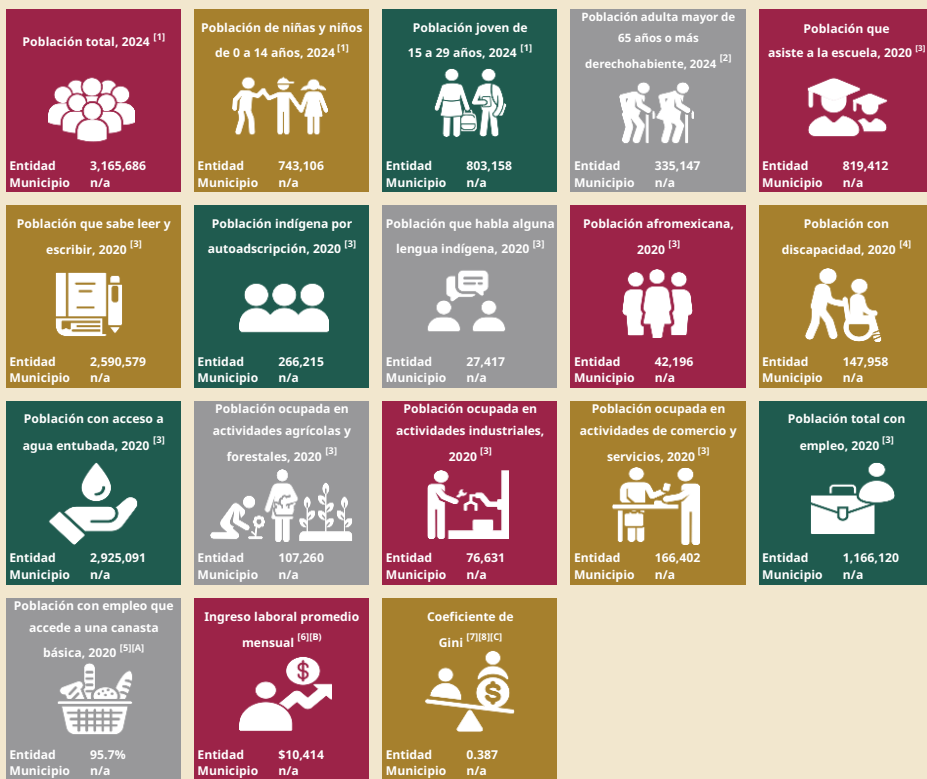 Población total, 2024 [1]
Entidad 3,165,686
Municipio n/a
Población de niñas y niños
de 0 a 14 años, 2024 [1]
Entidad 743,106
Municipio n/a
Población joven de
15 a 29 años, 2024 [1]
Entidad 803,158
Municipio n/a
Población adulta mayor de
65 años o más
derechohabiente, 2024 [2]
Entidad 335,147
Municipio n/a
Población que
asiste a la escuela, 2020 [3]
Entidad 819,412
Municipio n/a
Población que sabe leer y
escribir, 2020 [3]
Entidad 2,590,579
Municipio n/a
Población indígena por
autoadscripción, 2020 [3]
Entidad 266,215
Municipio n/a
Población que habla alguna
lengua indígena, 2020 [3]
Entidad 27,417
Municipio n/a
Población afromexicana,
2020 [3]
Entidad 42,196
Municipio n/a
Población con
discapacidad, 2020 [4]
Entidad 147,958
Municipio n/a
Población con acceso a
agua entubada, 2020 [3]
Entidad 2,925,091
Municipio n/a
Población ocupada en
actividades agrícolas y
forestales, 2020 [3]
Entidad 107,260
Municipio n/a
Población ocupada en
actividades industriales,
2020 [3]
Entidad 76,631
Municipio n/a
Población ocupada en
actividades de comercio y
servicios, 2020 [3]
Entidad 166,402
Municipio n/a
Población total con
empleo, 2020 [3]
Entidad 1,166,120
Municipio n/a
Población con empleo que
accede a una canasta
básica, 2020 [5][A]
Entidad 95.7%
Municipio n/a
Ingreso laboral promedio
mensual [6][B]
$
Entidad $10,414
Municipio n/a
Coeficiente de
Gini [7][8][C]
$
Entidad 0.387
Municipio n/a